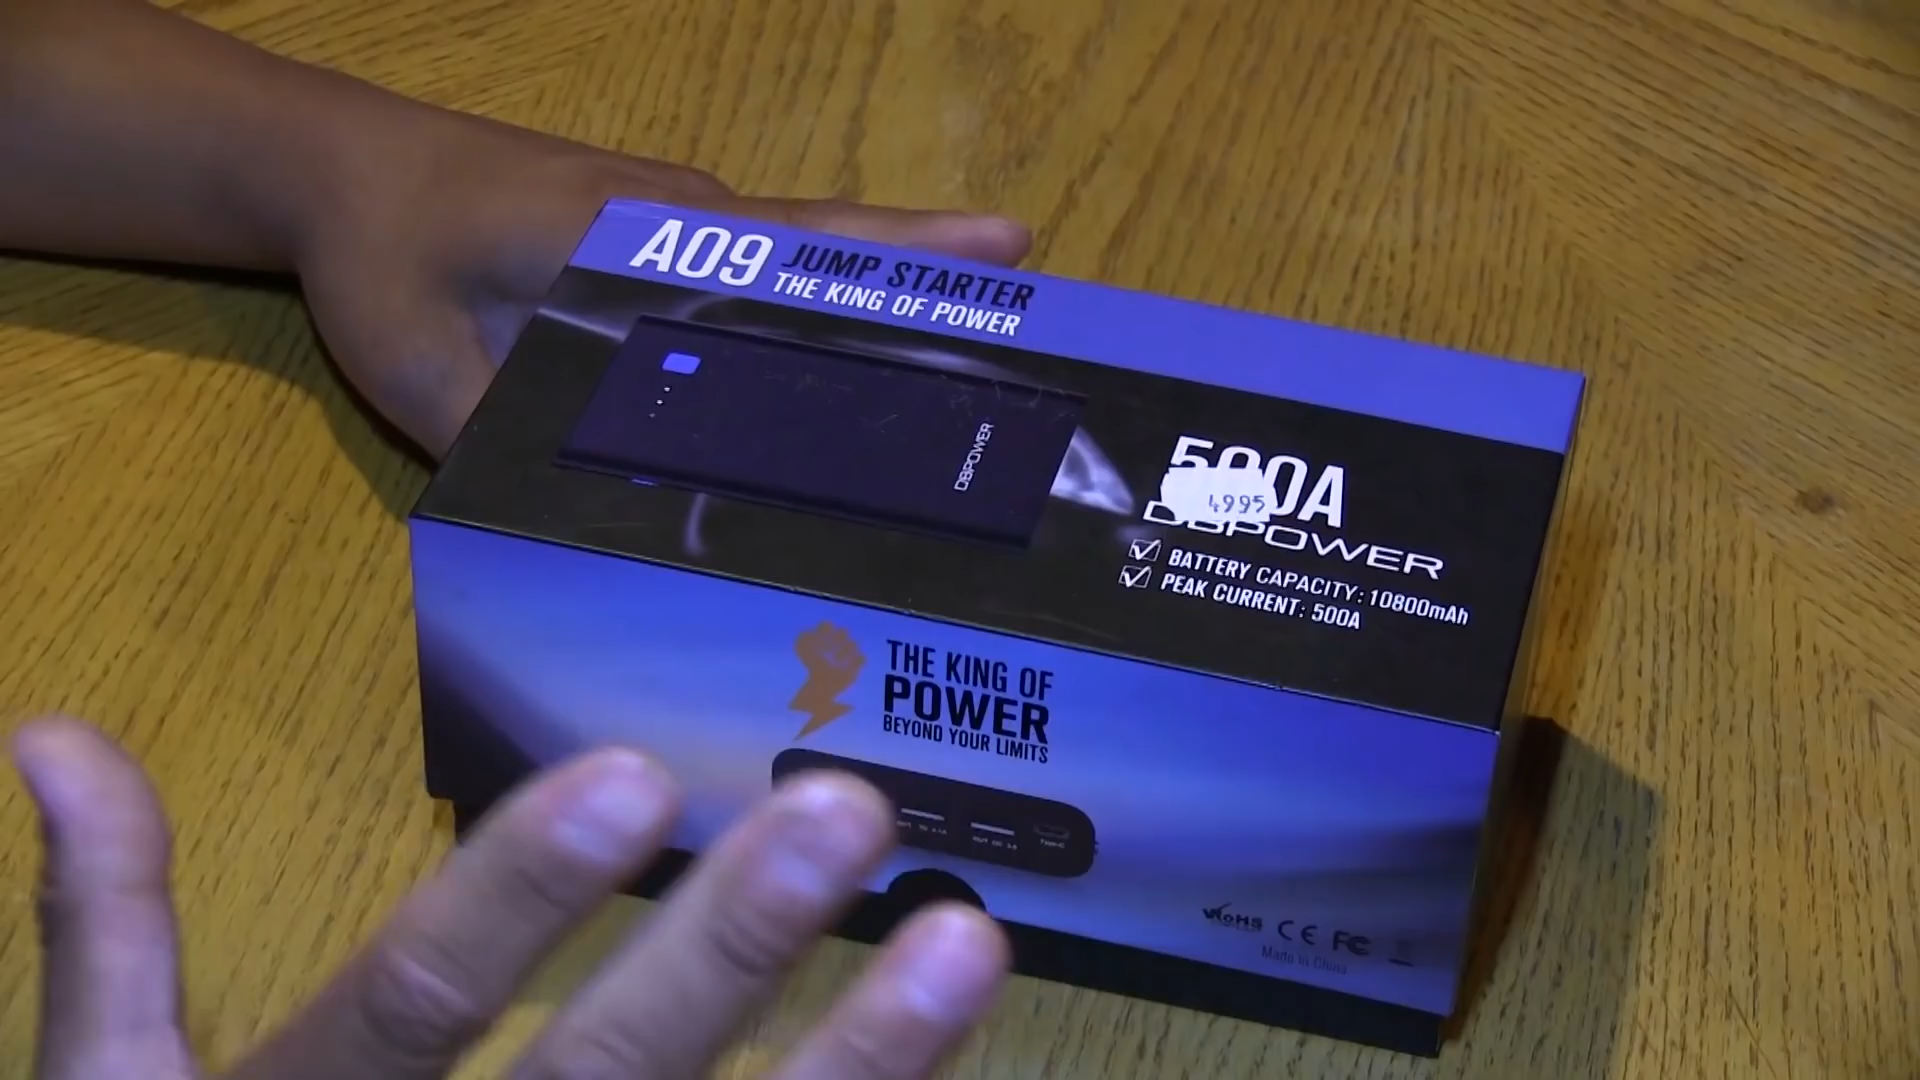 A09 JUMP STARTER
THE KING OF POWER
DBPOWER
500A
4995
DBPOWER
BATTERY CAPACITY: 10800mAh
PEAK CURRENT: 500A
THE KING OF
POWER
BEYOND YOUR LIMITS
Type-C
RoHS CE FC
Made in China